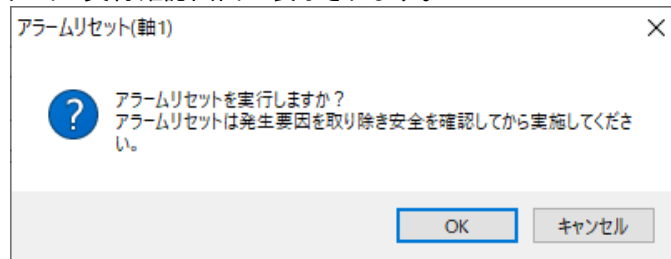 アラームリセット(軸1)
アラームリセットを実行しますか？
アラームリセットは発生要因を取り除き安全を確認してから実施してくださ
い。
OK
キャンセル